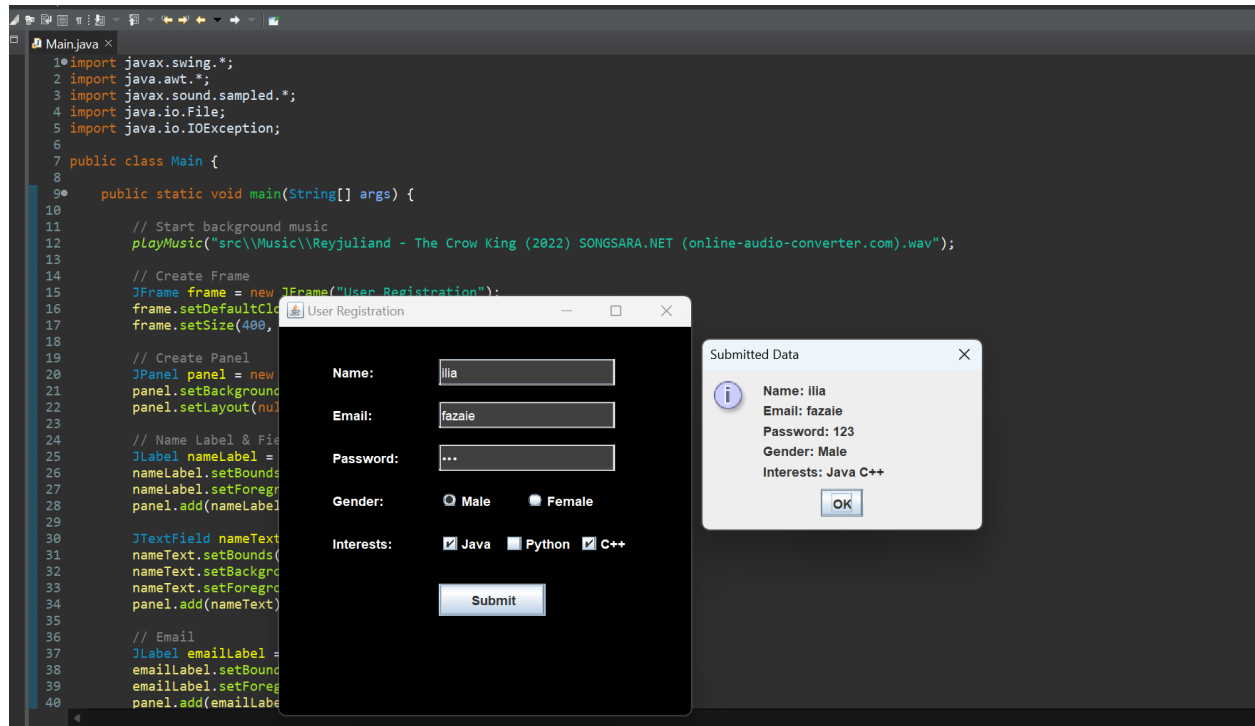 Main.java
1 import javax.swing.*;
2 import java.awt.*;
3 import javax.sound.sampled.*;
4 import java.io.File;
5 import java.io.IOException;
6
7 public class Main {
8
9 public static void main(String[] args) {
10
11 // Start background music
12 playMusic("src\\Music\\Reyjuliand - The Crow King (2022) SONGSARA.NET (online-audio-converter.com).wav");
13
14 // Create Frame
15 JFrame frame = new JFrame("User Registration");
16 frame.setDefaultClo
17 frame.setSize(400,
18
19 // Create Panel
20 JPanel panel = new
21 panel.setBackground
22 panel.setLayout(nul
23
24 // Name Label & Fie
25 JLabel nameLabel =
26 nameLabel.setBounds
27 nameLabel.setForegr
28 panel.add(nameLabel
29
30 JTextField nameText
31 nameText.setBounds(
32 nameText.setBackgro
33 nameText.setForegro
34 panel.add(nameText)
35
36 // Email
37 JLabel emailLabel =
38 emailLabel.setBound
39 emailLabel.setForeg
40 panel.add(emailLabe
User Registration
Name: ilia
Email: fazaie
Password: •••
Gender: Male Female
Interests: Java Python C++
Submit
Submitted Data
Name: ilia
Email: fazaie
Password: 123
Gender: Male
Interests: Java C++
OK